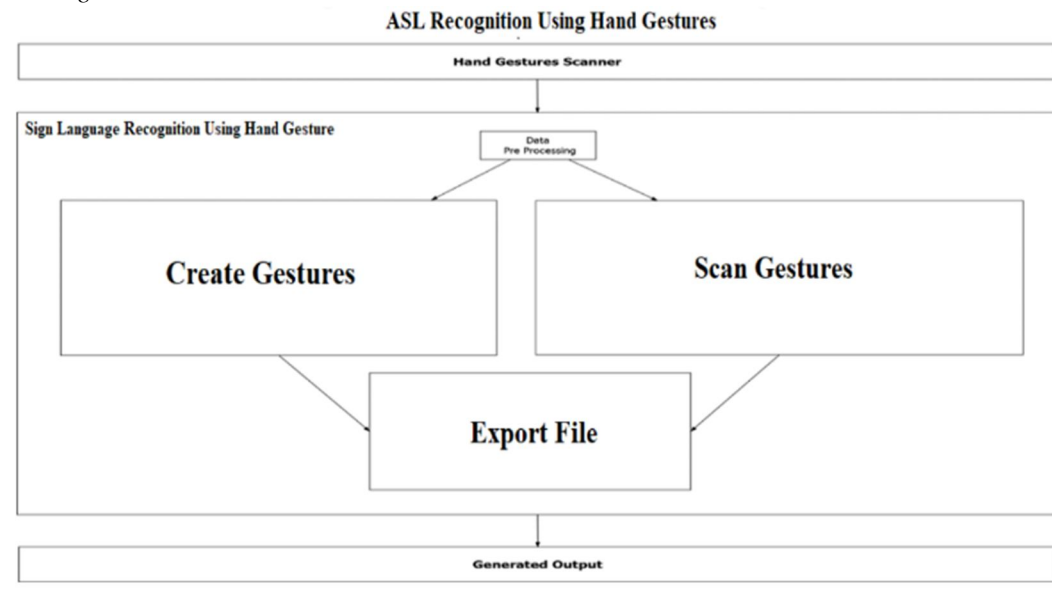 ASL Recognition Using Hand Gestures
Hand Gestures Scanner
Sign Language Recognition Using Hand Gesture
Data
Pre Processing
Create Gestures
Scan Gestures
Export File
Generated Output